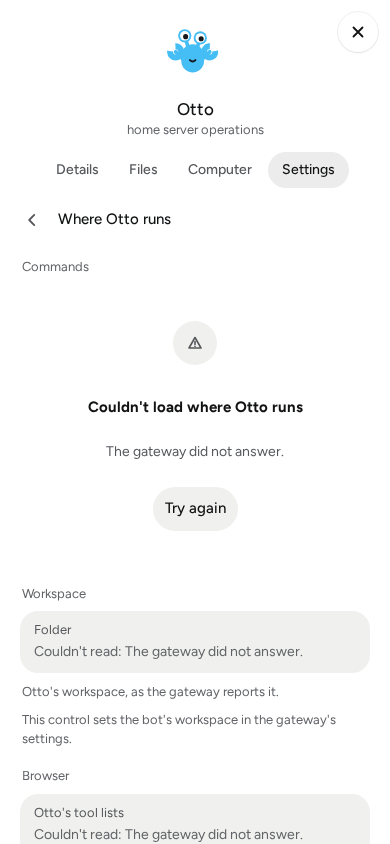 Otto
home server operations
Details Files Computer Settings
Where Otto runs
Commands
Couldn't load where Otto runs
The gateway did not answer.
Try again
Workspace
Folder
Couldn't read: The gateway did not answer.
Otto's workspace, as the gateway reports it.
This control sets the bot's workspace in the gateway's
settings.
Browser
Otto's tool lists
Couldn't read: The gateway did not answer.